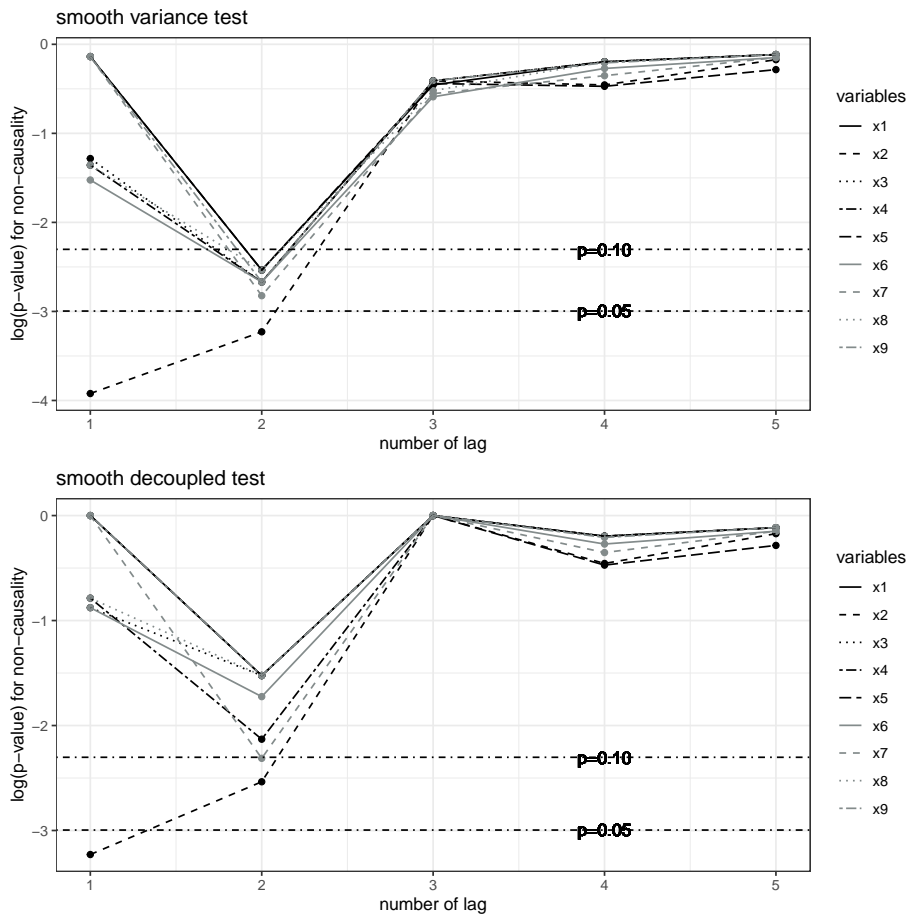 smooth variance test
log(p−value) for non−causality
0
−1
−2
−3
−4
p=0.10
p=0.05
1 2 3 4 5
number of lag
variables
x1
x2
x3
x4
x5
x6
x7
x8
x9
smooth decoupled test
log(p−value) for non−causality
0
−1
−2
−3
p=0.10
p=0.05
1 2 3 4 5
number of lag
variables
x1
x2
x3
x4
x5
x6
x7
x8
x9